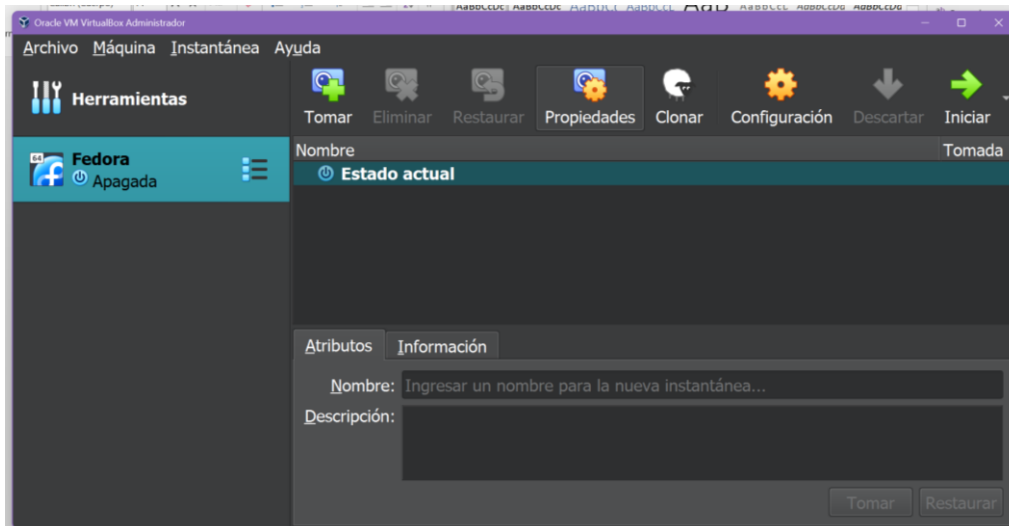 Oracle VM VirtualBox Administrador
Archivo Máquina Instantánea Ayuda
Herramientas
Tomar Eliminar Restaurar Propiedades Clonar Configuración Descartar Iniciar
64
Fedora
Apagada
Nombre Tomada
Estado actual
Atributos Información
Nombre: Ingresar un nombre para la nueva instantánea...
Descripción:
Tomar Restaurar